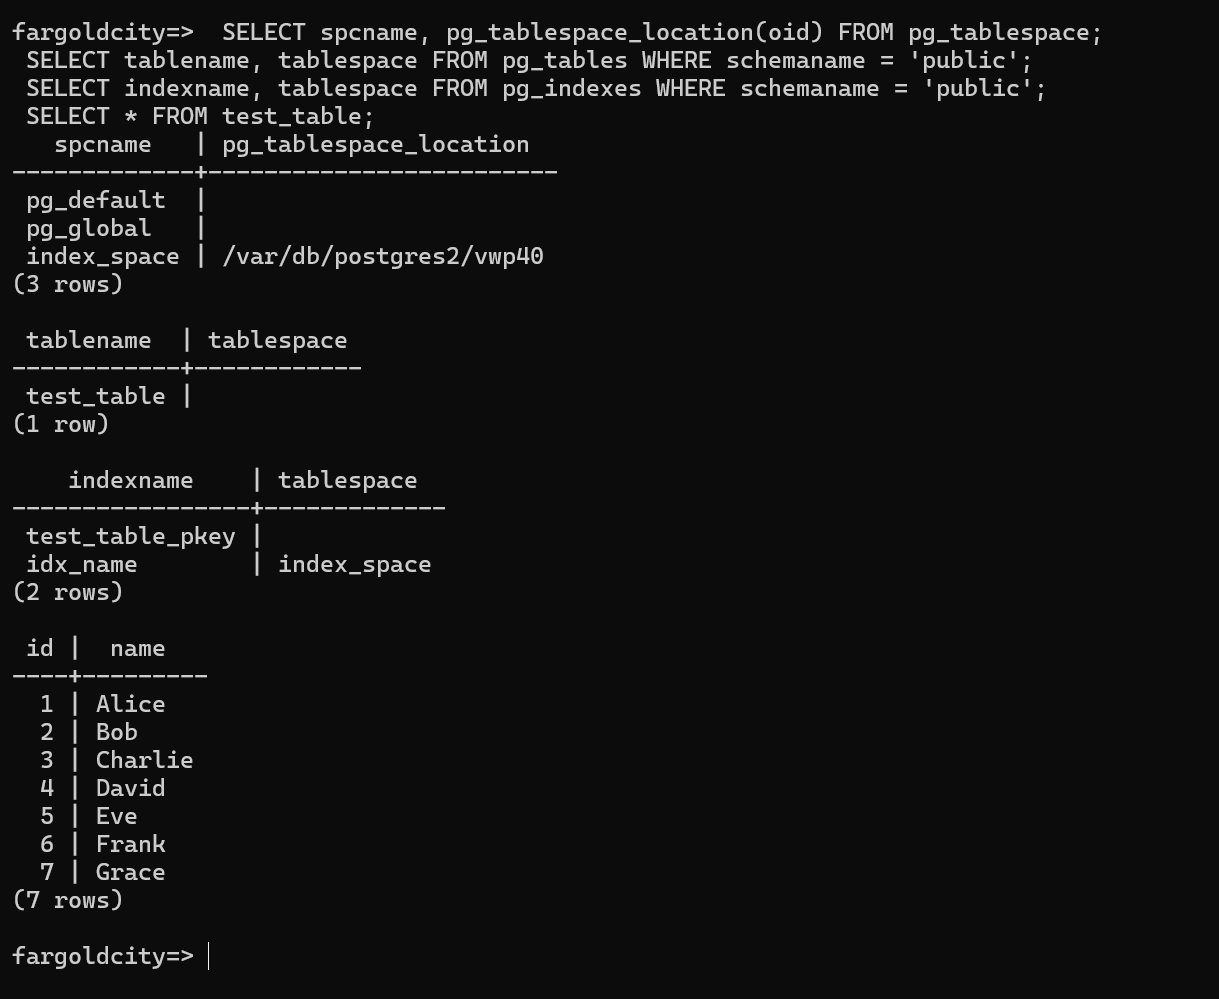 fargoldcity=>  SELECT spcname, pg_tablespace_location(oid) FROM pg_tablespace;
 SELECT tablename, tablespace FROM pg_tables WHERE schemaname = 'public';
 SELECT indexname, tablespace FROM pg_indexes WHERE schemaname = 'public';
 SELECT * FROM test_table;
   spcname   | pg_tablespace_location
-------------+-------------------------
 pg_default  |
 pg_global   |
 index_space | /var/db/postgres2/vwp40
(3 rows)

 tablename  | tablespace
------------+------------
 test_table |
(1 row)

    indexname    | tablespace
-----------------+-------------
 test_table_pkey |
 idx_name        | index_space
(2 rows)

 id |  name
----+---------
  1 | Alice
  2 | Bob
  3 | Charlie
  4 | David
  5 | Eve
  6 | Frank
  7 | Grace
(7 rows)

fargoldcity=>